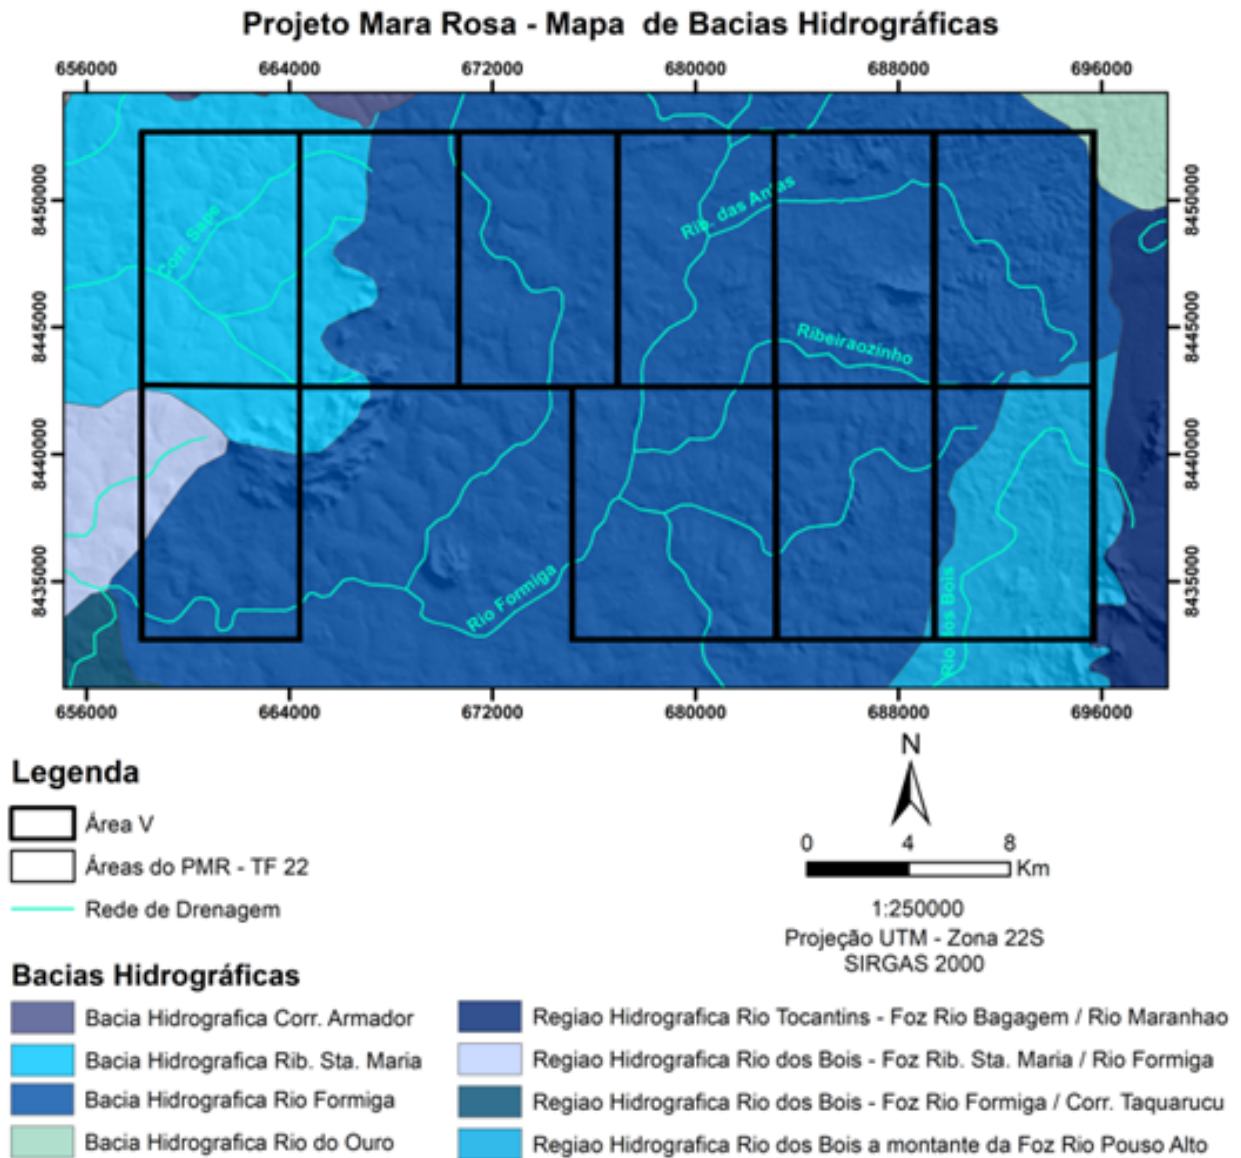 Projeto Mara Rosa - Mapa de Bacias Hidrográficas
656000 664000 672000 680000 688000 696000
8450000 8450000
8445000 8445000
8440000 8440000
8435000 8435000
Corr. Sape
Rib. das Antas
Ribeiraozinho
Rio Formiga
Rio dos Bois
656000 664000 672000 680000 688000 696000
Legenda
Área V
Áreas do PMR - TF 22
Rede de Drenagem
N
0 4 8
Km
1:250000
Projeção UTM - Zona 22S
SIRGAS 2000
Bacias Hidrográficas
Bacia Hidrografica Corr. Armador
Bacia Hidrografica Rib. Sta. Maria
Bacia Hidrografica Rio Formiga
Bacia Hidrografica Rio do Ouro
Regiao Hidrografica Rio Tocantins - Foz Rio Bagagem / Rio Maranhao
Regiao Hidrografica Rio dos Bois - Foz Rib. Sta. Maria / Rio Formiga
Regiao Hidrografica Rio dos Bois - Foz Rio Formiga / Corr. Taquarucu
Regiao Hidrografica Rio dos Bois a montante da Foz Rio Pouso Alto